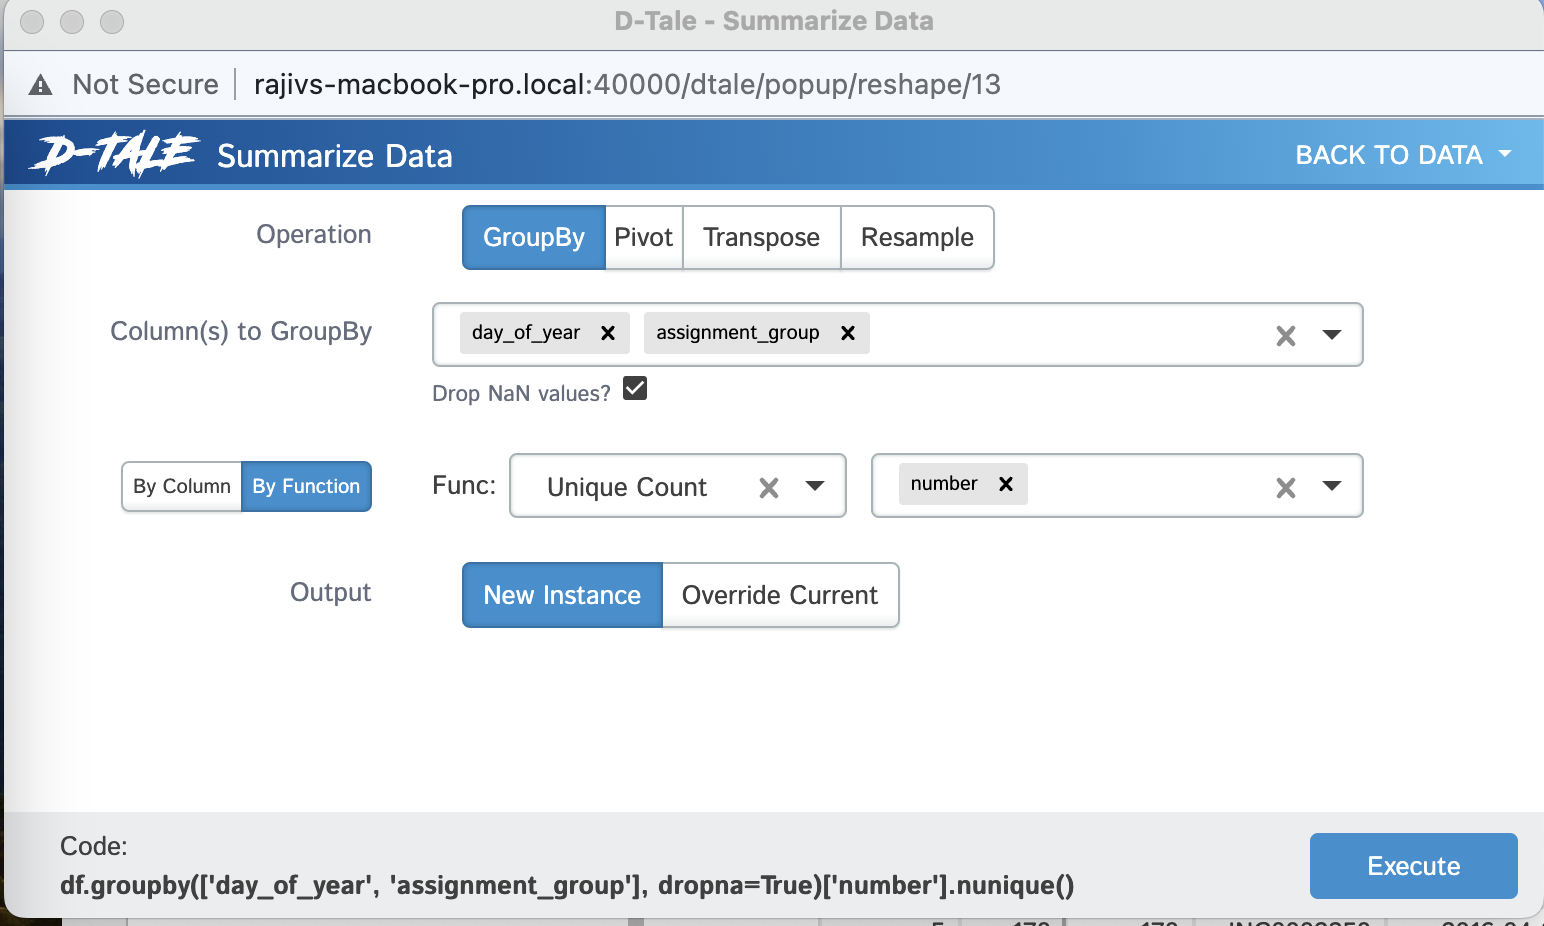 D-Tale - Summarize Data
Not Secure rajivs-macbook-pro.local:40000/dtale/popup/reshape/13
D-TALE Summarize Data BACK TO DATA
Operation GroupBy Pivot Transpose Resample
Column(s) to GroupBy day_of_year assignment_group
Drop NaN values?
By Column By Function Func: Unique Count number
Output New Instance Override Current
Code:
df.groupby(['day_of_year', 'assignment_group'], dropna=True)['number'].nunique()
Execute